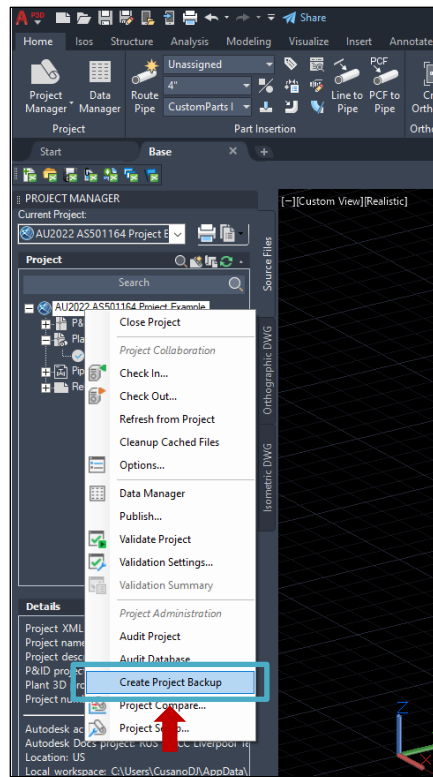 P3D
Share
Home Isos Structure Analysis Modeling Visualize Insert Annotate
Unassigned
PCF
4"
Project Manager
Data Manager
Route Pipe
CustomParts
Line to Pipe
PCF to Pipe
Project
Part Insertion
Start
Base
PROJECT MANAGER
Current Project:
AU2022 AS501164 Project E
Project
Search
Source Files
Orthographic DWG
Isometric DWG
[−][Custom View][Realistic]
AU2022 AS501164 Project Example
P&
Pla
Pip
Re
Close Project
Project Collaboration
Check In...
Check Out...
Refresh from Project
Cleanup Cached Files
Options...
Data Manager
Publish...
Validate Project
Validation Settings...
Validation Summary
Project Administration
Audit Project
Audit Database
Create Project Backup
Project Compare...
Project
Details
Project XML
Project name
Project desc
P&ID proje
Plant 3D
Project num
Autodesk ac
Autodesk Docs project:
Location: US
Local workspace: C:\Users\CusanoDJ\AppData\
Z
X